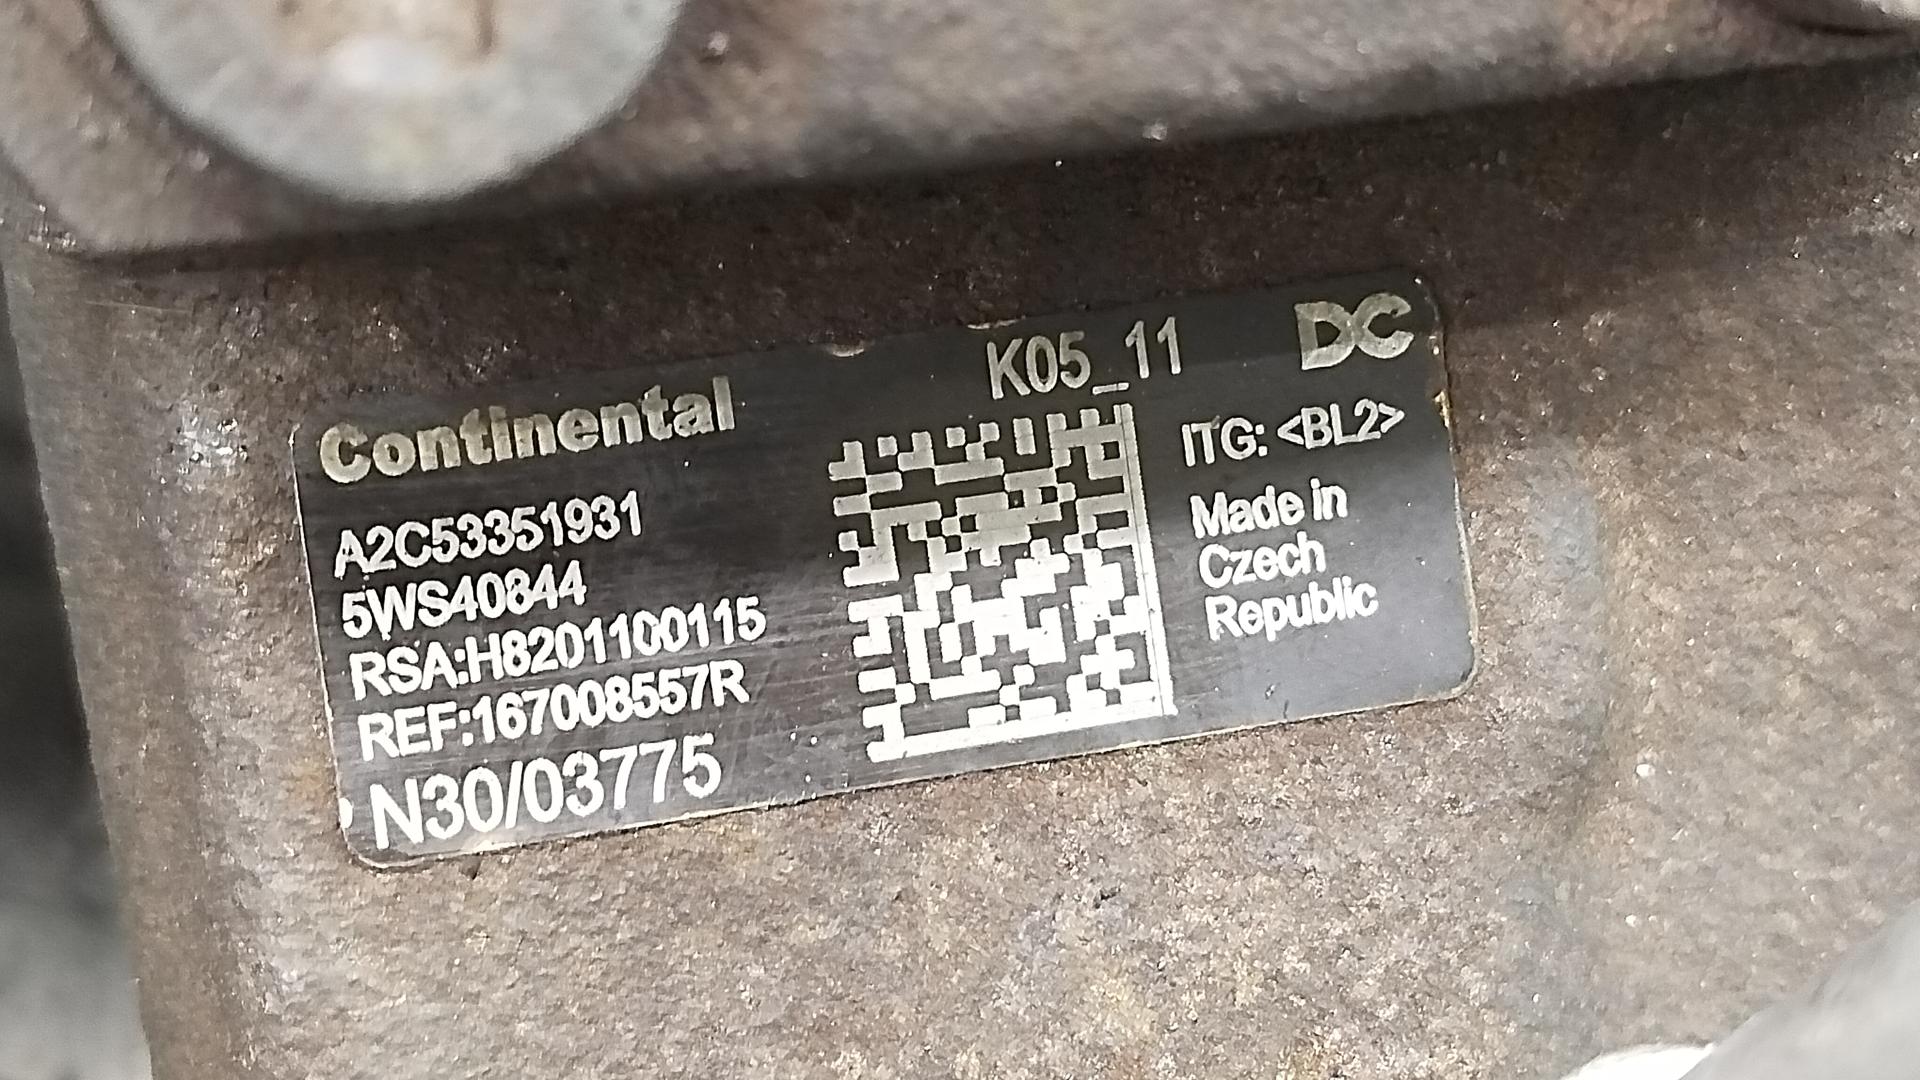 Continental
K05_11
DC
A2C53351931
5WS40844
RSA:H8201100115
REF:167008557R
N30/03775
ITG: <BL2>
Made in
Czech
Republic